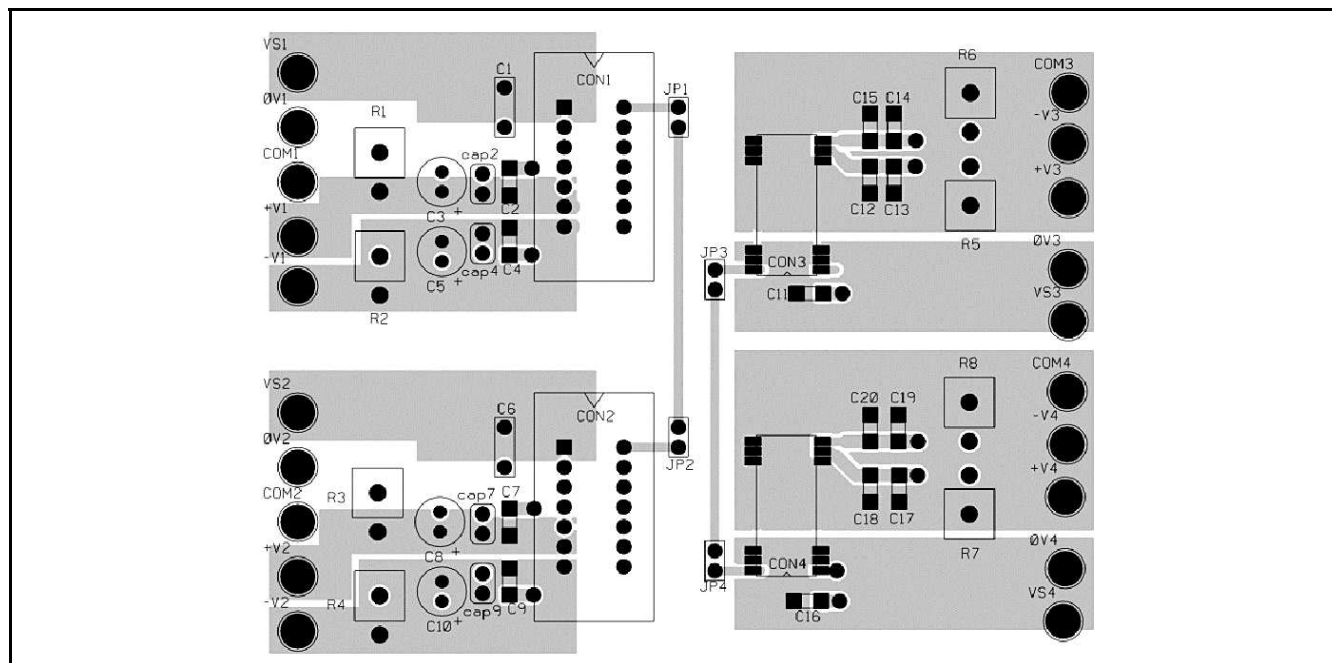 VS1
0V1
COM1
+V1
-V1
R1
R2
C1
cap2
C3
+
C2
cap4
C5
+
C4
CON1
JP1
VS2
0V2
COM2
+V2
-V2
R3
R4
C6
cap7
C8
+
C7
cap9
C10
+
C9
CON2
JP2
R6
COM3
C15 C14
-V3
+V3
C12 C13
R5
JP3
CON3
0V3
C11
VS3
R8
COM4
C20 C19
-V4
+V4
C18 C17
R7
JP4
CON4
0V4
C16
VS4